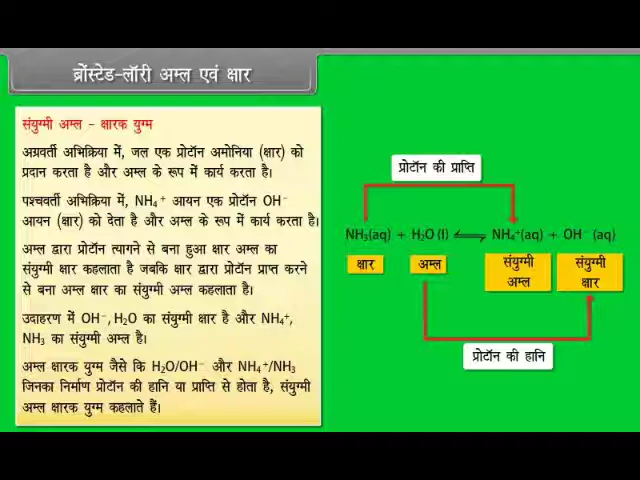 ब्रोंस्टेड-लॉरी अम्ल एवं क्षार
संयुग्मी अम्ल - क्षारक युग्म
अग्रवर्ती अभिक्रिया में, जल एक प्रोटॉन अमोनिया (क्षार) को
प्रदान करता है और अम्ल के रूप में कार्य करता है।
पश्चवर्ती अभिक्रिया में, NH₄⁺ आयन एक प्रोटॉन OH⁻
आयन (क्षार) को देता है और अम्ल के रूप में कार्य करता है।
अम्ल द्वारा प्रोटॉन त्यागने से बना हुआ क्षार अम्ल का
संयुग्मी क्षार कहलाता है जबकि क्षार द्वारा प्रोटॉन प्राप्त करने
से बना अम्ल क्षार का संयुग्मी अम्ल कहलाता है।
उदाहरण में OH⁻, H₂O का संयुग्मी क्षार है और NH₄⁺,
NH₃ का संयुग्मी अम्ल है।
अम्ल क्षारक युग्म जैसे कि H₂O/OH⁻ और NH₄⁺/NH₃
जिनका निर्माण प्रोटॉन की हानि या प्राप्ति से होता है, संयुग्मी
अम्ल क्षारक युग्म कहलाते हैं।
प्रोटॉन की प्राप्ति
NH₃(aq) + H₂O(l) ⇌ NH₄⁺(aq) + OH⁻(aq)
क्षार अम्ल संयुग्मी अम्ल संयुग्मी क्षार
प्रोटॉन की हानि